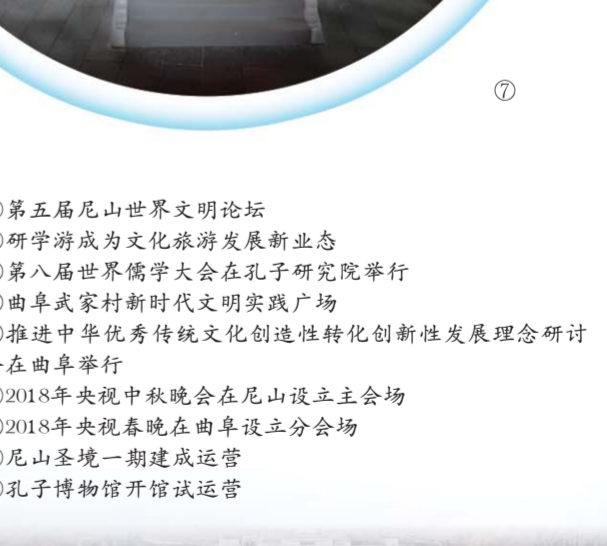 ⑦
第五届尼山世界文明论坛
研学游成为文化旅游发展新业态
第八届世界儒学大会在孔子研究院举行
曲阜武家村新时代文明实践广场
推进中华优秀传统文化创造性转化创新性发展理念研讨
在曲阜举行
2018年央视中秋晚会在尼山设立主会场
2018年央视春晚在曲阜设立分会场
尼山圣境一期建成运营
孔子博物馆开馆试运营